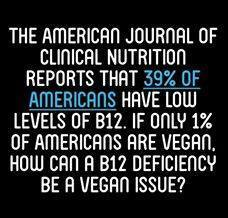 THE AMERICAN JOURNAL OF
CLINICAL NUTRITION
REPORTS THAT 39% OF
AMERICANS HAVE LOW
LEVELS OF B12. IF ONLY 1%
OF AMERICANS ARE VEGAN,
HOW CAN A B12 DEFICIENCY
BE A VEGAN ISSUE?